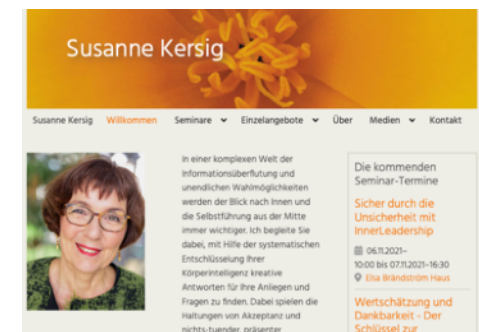 Susanne Kersig
Susanne Kersig Willkommen Seminare Einzelangebote Über Medien Kontakt
In einer komplexen Welt der
Informationsüberflutung und
unendlichen Wahlmöglichkeiten
werden der Blick nach Innen und
die Selbstführung aus der Mitte
immer wichtiger. Ich begleite Sie
dabei, mit Hilfe der systematischen
Entschlüsselung Ihrer
Körperintelligenz kreative
Antworten für Ihre Anliegen und
Fragen zu finden. Dabei spielen die
Haltungen von Akzeptanz und
nichts-tuender, präsenter
Die kommenden
Seminar-Termine
Sicher durch die
Unsicherheit mit
InnerLeadership
06.11.2021–
10:00 bis 07.11.2021–16:30
Elsa Brändström Haus
Wertschätzung und
Dankbarkeit - Der
Schlüssel zur